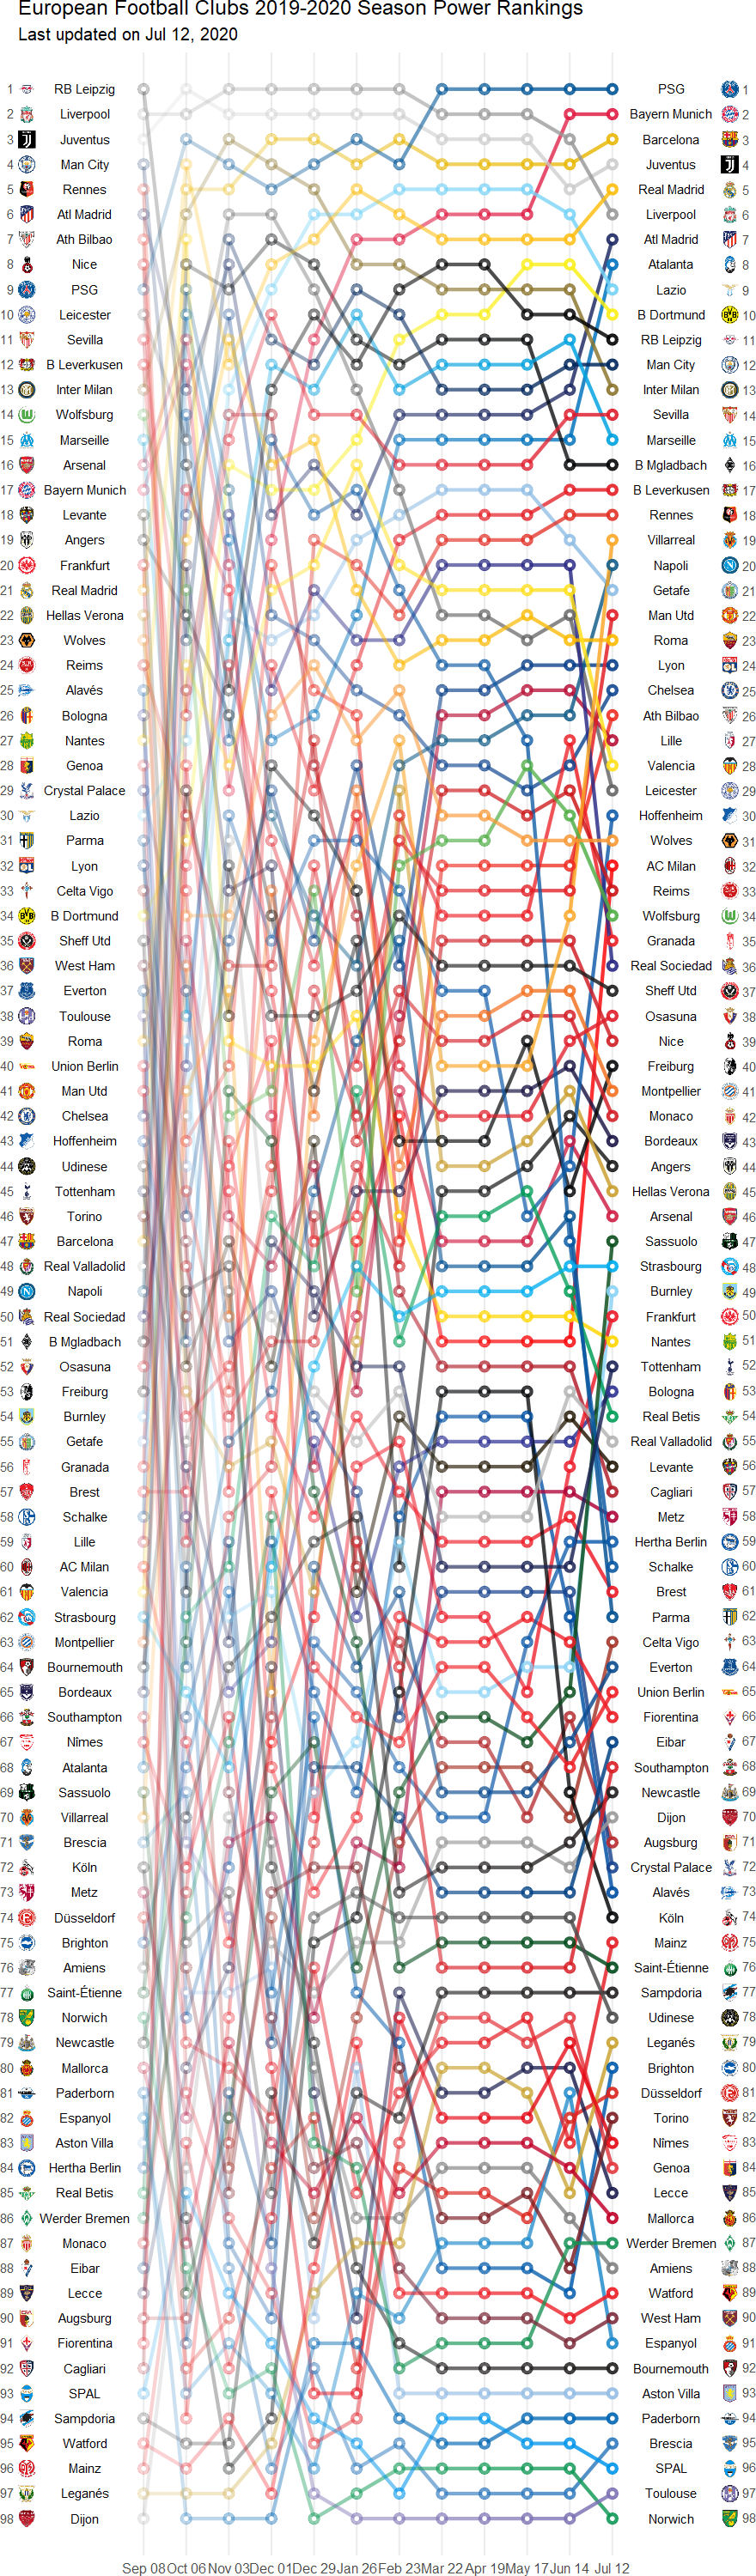 European Football Clubs 2019-2020 Season Power Rankings
Last updated on Jul 12, 2020
1 RB Leipzig PSG 1
2 Liverpool Bayern Munich 2
3 Juventus Barcelona 3
4 Man City Juventus 4
5 Rennes Real Madrid 5
6 Atl Madrid Liverpool 6
7 Ath Bilbao Atl Madrid 7
8 Nice Atalanta 8
9 PSG Lazio 9
10 Leicester B Dortmund 10
11 Sevilla RB Leipzig 11
12 B Leverkusen Man City 12
13 Inter Milan Inter Milan 13
14 Wolfsburg Sevilla 14
15 Marseille Marseille 15
16 Arsenal B Mgladbach 16
17 Bayern Munich B Leverkusen 17
18 Levante Rennes 18
19 Angers Villarreal 19
20 Frankfurt Napoli 20
21 Real Madrid Getafe 21
22 Hellas Verona Man Utd 22
23 Wolves Roma 23
24 Reims Lyon 24
25 Alavés Chelsea 25
26 Bologna Ath Bilbao 26
27 Nantes Lille 27
28 Genoa Valencia 28
29 Crystal Palace Leicester 29
30 Lazio Hoffenheim 30
31 Parma Wolves 31
32 Lyon AC Milan 32
33 Celta Vigo Reims 33
34 B Dortmund Wolfsburg 34
35 Sheff Utd Granada 35
36 West Ham Real Sociedad 36
37 Everton Sheff Utd 37
38 Toulouse Osasuna 38
39 Roma Nice 39
40 Union Berlin Freiburg 40
41 Man Utd Montpellier 41
42 Chelsea Monaco 42
43 Hoffenheim Bordeaux 43
44 Udinese Angers 44
45 Tottenham Hellas Verona 45
46 Torino Arsenal 46
47 Barcelona Sassuolo 47
48 Real Valladolid Strasbourg 48
49 Napoli Burnley 49
50 Real Sociedad Frankfurt 50
51 B Mgladbach Nantes 51
52 Osasuna Tottenham 52
53 Freiburg Bologna 53
54 Burnley Real Betis 54
55 Getafe Real Valladolid 55
56 Granada Levante 56
57 Brest Cagliari 57
58 Schalke Metz 58
59 Lille Hertha Berlin 59
60 AC Milan Schalke 60
61 Valencia Brest 61
62 Strasbourg Parma 62
63 Montpellier Celta Vigo 63
64 Bournemouth Everton 64
65 Bordeaux Union Berlin 65
66 Southampton Fiorentina 66
67 Nîmes Eibar 67
68 Atalanta Southampton 68
69 Sassuolo Newcastle 69
70 Villarreal Dijon 70
71 Brescia Augsburg 71
72 Köln Crystal Palace 72
73 Metz Alavés 73
74 Düsseldorf Köln 74
75 Brighton Mainz 75
76 Amiens Saint-Étienne 76
77 Saint-Étienne Sampdoria 77
78 Norwich Udinese 78
79 Newcastle Leganés 79
80 Mallorca Brighton 80
81 Paderborn Düsseldorf 81
82 Espanyol Torino 82
83 Aston Villa Nîmes 83
84 Hertha Berlin Genoa 84
85 Real Betis Lecce 85
86 Werder Bremen Mallorca 86
87 Monaco Werder Bremen 87
88 Eibar Amiens 88
89 Lecce Watford 89
90 Augsburg West Ham 90
91 Fiorentina Espanyol 91
92 Cagliari Bournemouth 92
93 SPAL Aston Villa 93
94 Sampdoria Paderborn 94
95 Watford Brescia 95
96 Mainz SPAL 96
97 Leganés Toulouse 97
98 Dijon Norwich 98
Sep 08 Oct 06 Nov 03 Dec 01 Dec 29 Jan 26 Feb 23 Mar 22 Apr 19 May 17 Jun 14 Jul 12